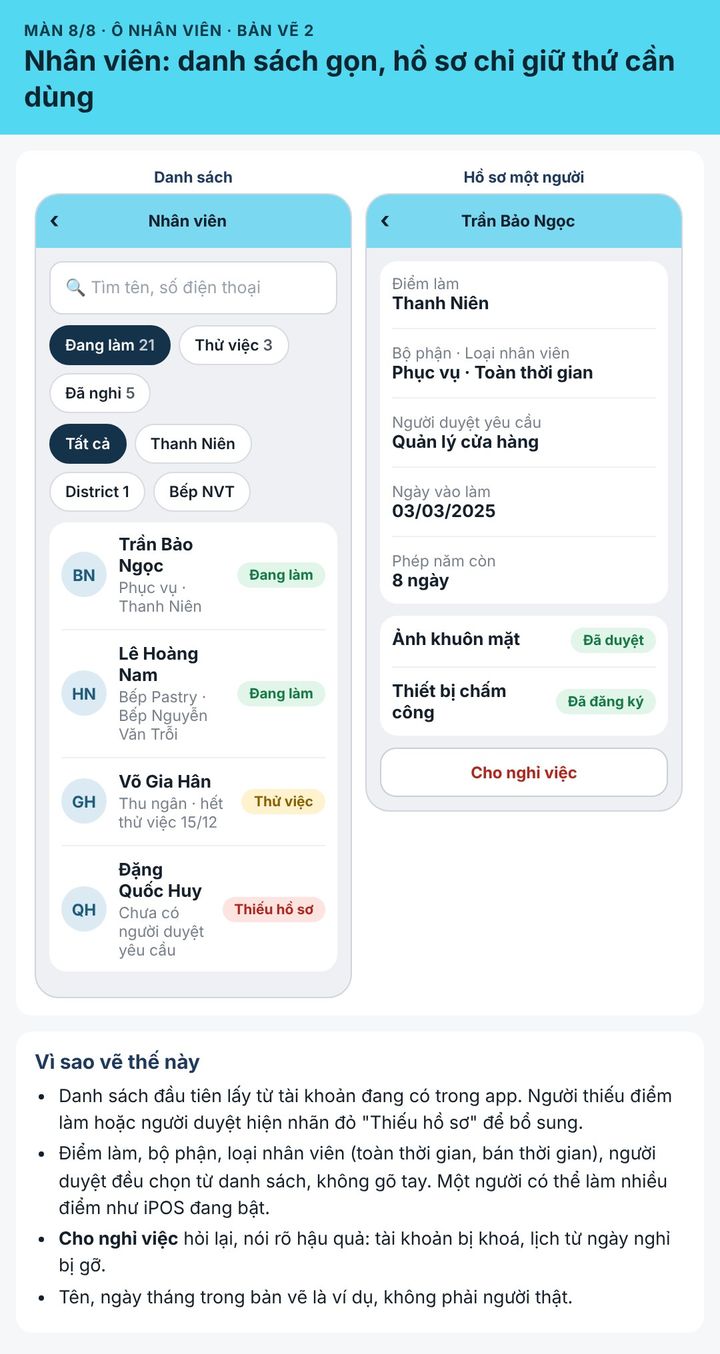 MÀN 8/8 · Ô NHÂN VIÊN · BẢN VẼ 2
Nhân viên: danh sách gọn, hồ sơ chỉ giữ thứ cần
dùng
Danh sách
‹
Nhân viên
🔍 Tìm tên, số điện thoại
Đang làm 21
Thử việc 3
Đã nghỉ 5
Tất cả
Thanh Niên
District 1
Bếp NVT
BN
Trần Bảo
Ngọc
Phục vụ ·
Thanh Niên
Đang làm
HN
Lê Hoàng
Nam
Bếp Pastry ·
Bếp Nguyễn
Văn Trỗi
Đang làm
GH
Võ Gia Hân
Thu ngân · hết
thử việc 15/12
Thử việc
QH
Đặng
Quốc Huy
Chưa có
người duyệt
yêu cầu
Thiếu hồ sơ
Hồ sơ một người
‹
Trần Bảo Ngọc
Điểm làm
Thanh Niên
Bộ phận · Loại nhân viên
Phục vụ · Toàn thời gian
Người duyệt yêu cầu
Quản lý cửa hàng
Ngày vào làm
03/03/2025
Phép năm còn
8 ngày
Ảnh khuôn mặt
Đã duyệt
Thiết bị chấm
công
Đã đăng ký
Cho nghỉ việc
Vì sao vẽ thế này
• Danh sách đầu tiên lấy từ tài khoản đang có trong app. Người thiếu điểm
làm hoặc người duyệt hiện nhãn đỏ "Thiếu hồ sơ" để bổ sung.
• Điểm làm, bộ phận, loại nhân viên (toàn thời gian, bán thời gian), người
duyệt đều chọn từ danh sách, không gõ tay. Một người có thể làm nhiều
điểm như iPOS đang bật.
• Cho nghỉ việc hỏi lại, nói rõ hậu quả: tài khoản bị khoá, lịch từ ngày nghỉ
bị gỡ.
• Tên, ngày tháng trong bản vẽ là ví dụ, không phải người thật.